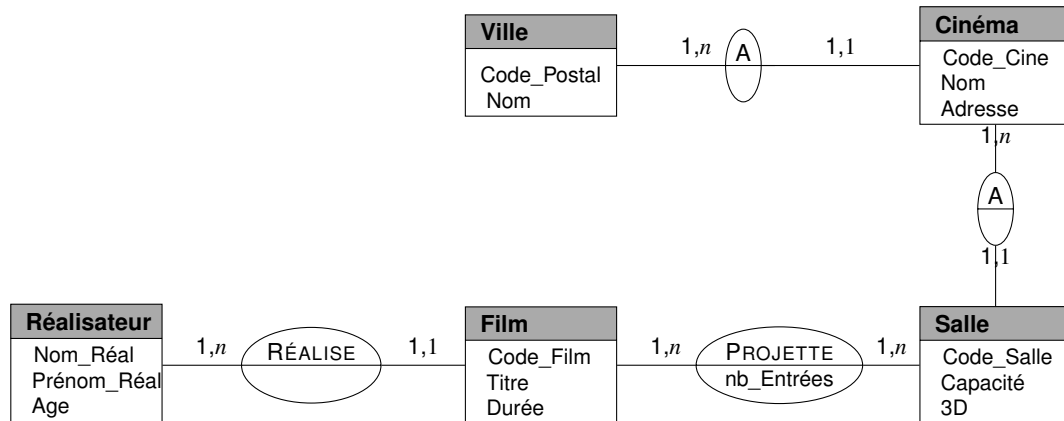 Ville
Code_Postal
Nom
1,n
A
1,1
Cinéma
Code_Cine
Nom
Adresse
1,n
A
1,1
Réalisateur
Nom_Réal
Prénom_Réal
Age
1,n
RÉALISE
1,1
Film
Code_Film
Titre
Durée
1,n
PROJETTE
nb_Entrées
1,n
Salle
Code_Salle
Capacité
3D